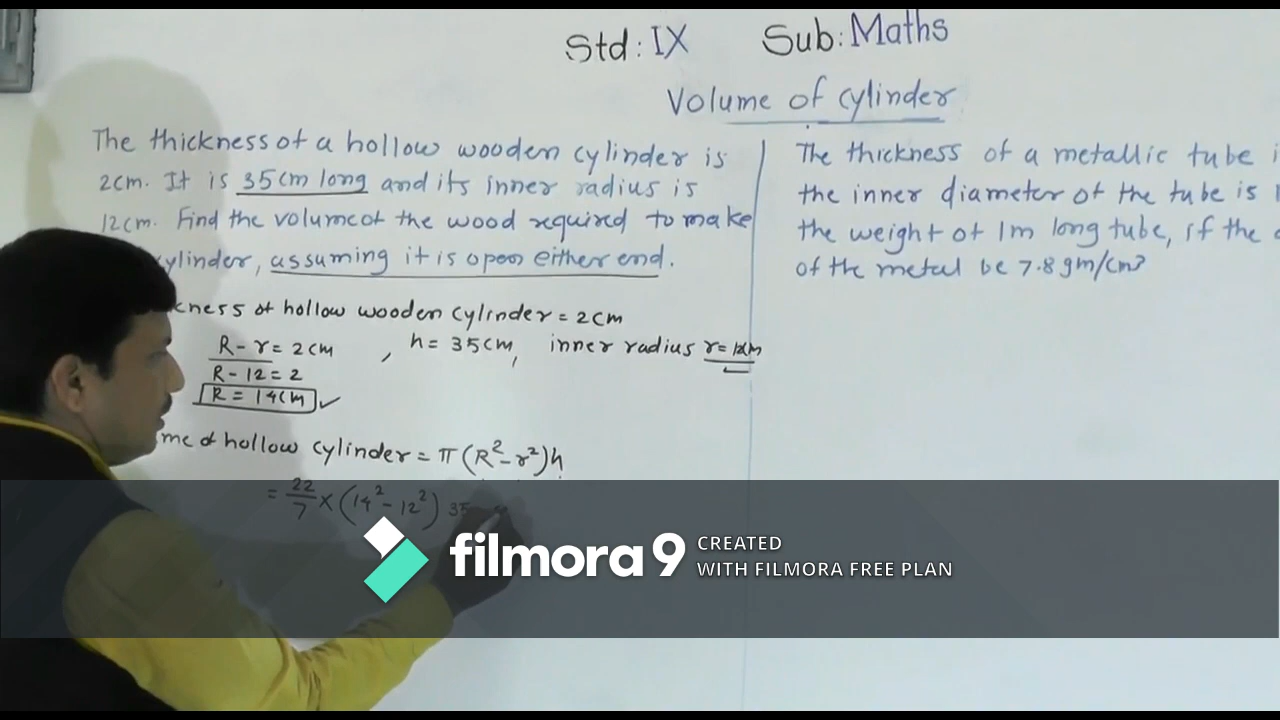 Std: IX Sub: Maths
Volume of cylinder
The thickness of a hollow wooden cylinder is
2cm. It is 35cm long and its inner radius is
12cm. Find the volume of the wood required to make
cylinder, assuming it is open either end.
ckness of hollow wooden cylinder = 2cm
R - r = 2cm , h = 35cm, inner radius r = 12cm
R - 12 = 2
R = 14cm ✓
me of hollow cylinder = π (R² - r²)h
= 22/7 × (14² - 12²) 35
The thickness of a metallic tube i
the inner diameter of the tube is
the weight of 1m long tube, if the
of the metal be 7.8gm/cm³
filmora 9 CREATED
WITH FILMORA FREE PLAN